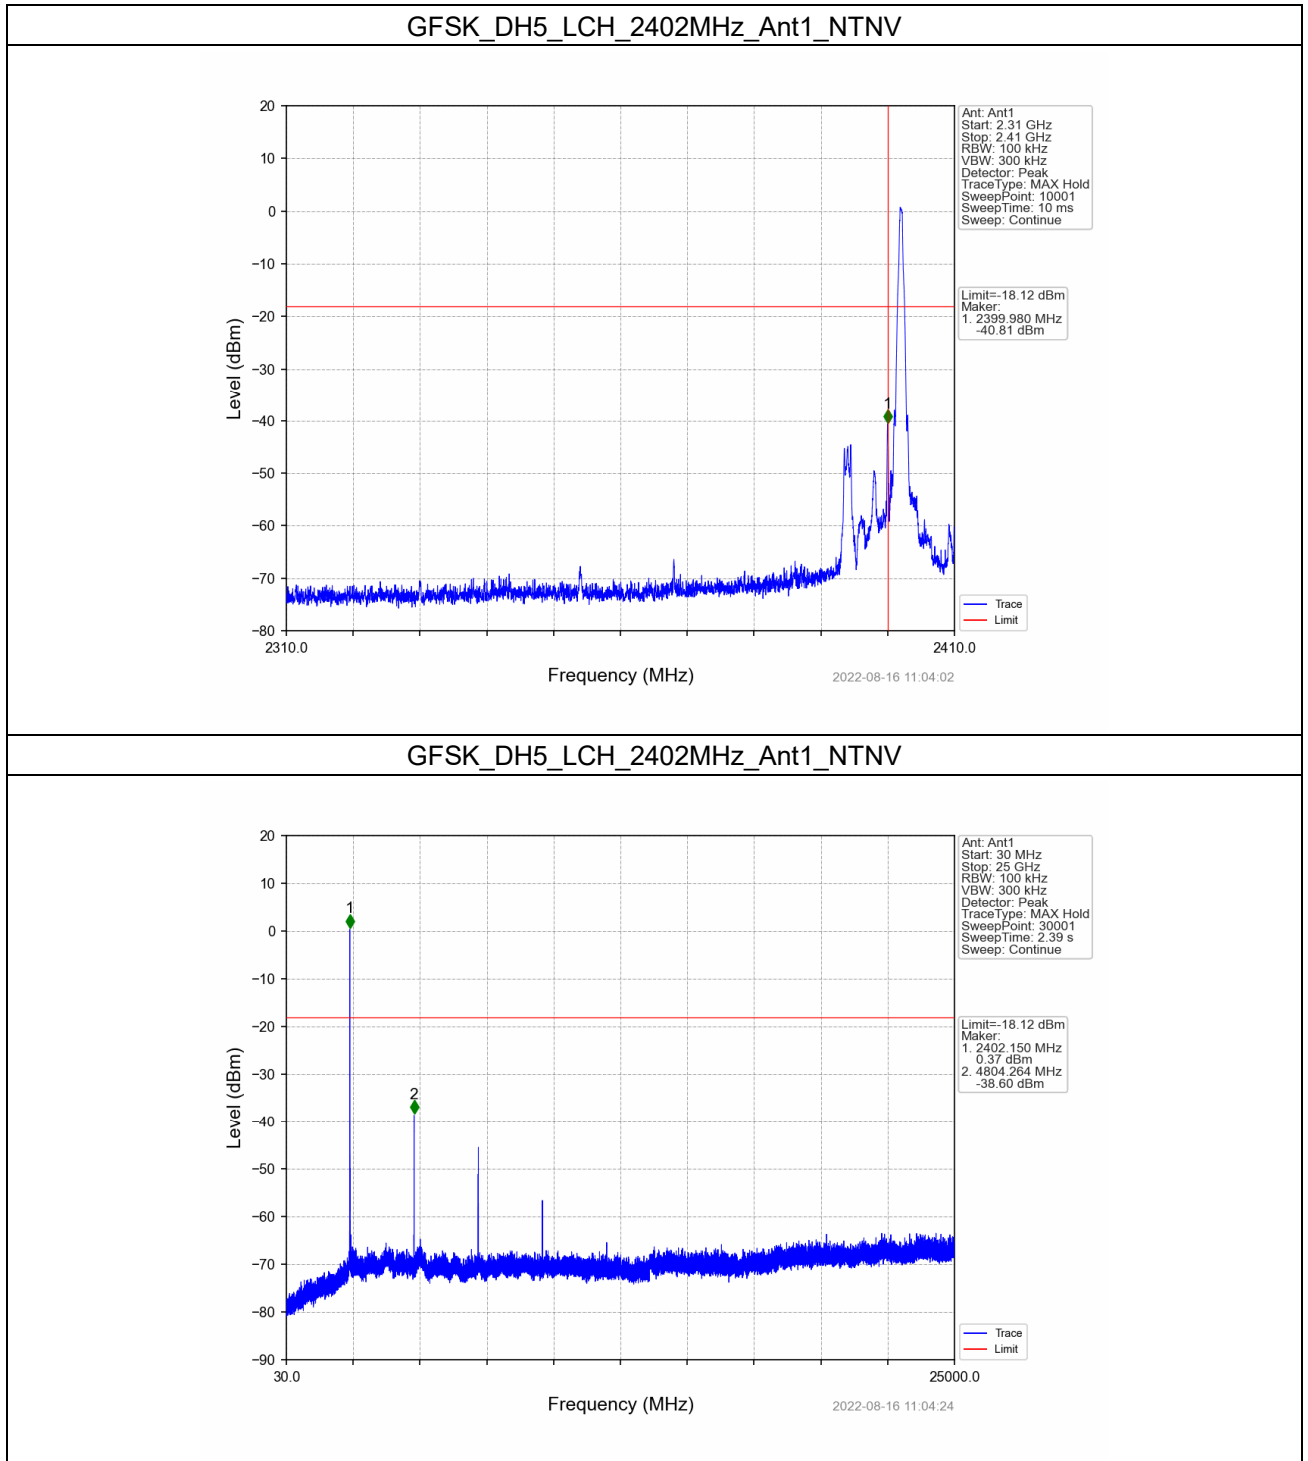 GFSK_DH5_LCH_2402MHz_Ant1_NTNV
20
10
0
−10
−20
−30
−40
−50
−60
−70
−80
Level (dBm)
1
Ant: Ant1
Start: 2.31 GHz
Stop: 2.41 GHz
RBW: 100 kHz
VBW: 300 kHz
Detector: Peak
TraceType: MAX Hold
SweepPoint: 10001
SweepTime: 10 ms
Sweep: Continue
Limit=-18.12 dBm
Maker:
1. 2399.980 MHz
-40.81 dBm
Trace
Limit
2310.0
2410.0
Frequency (MHz)
2022-08-16 11:04:02
GFSK_DH5_LCH_2402MHz_Ant1_NTNV
20
10
0
−10
−20
−30
−40
−50
−60
−70
−80
−90
Level (dBm)
1
2
Ant: Ant1
Start: 30 MHz
Stop: 25 GHz
RBW: 100 kHz
VBW: 300 kHz
Detector: Peak
TraceType: MAX Hold
SweepPoint: 30001
SweepTime: 2.39 s
Sweep: Continue
Limit=-18.12 dBm
Maker:
1. 2402.150 MHz
0.37 dBm
2. 4804.264 MHz
-38.60 dBm
Trace
Limit
30.0
25000.0
Frequency (MHz)
2022-08-16 11:04:24